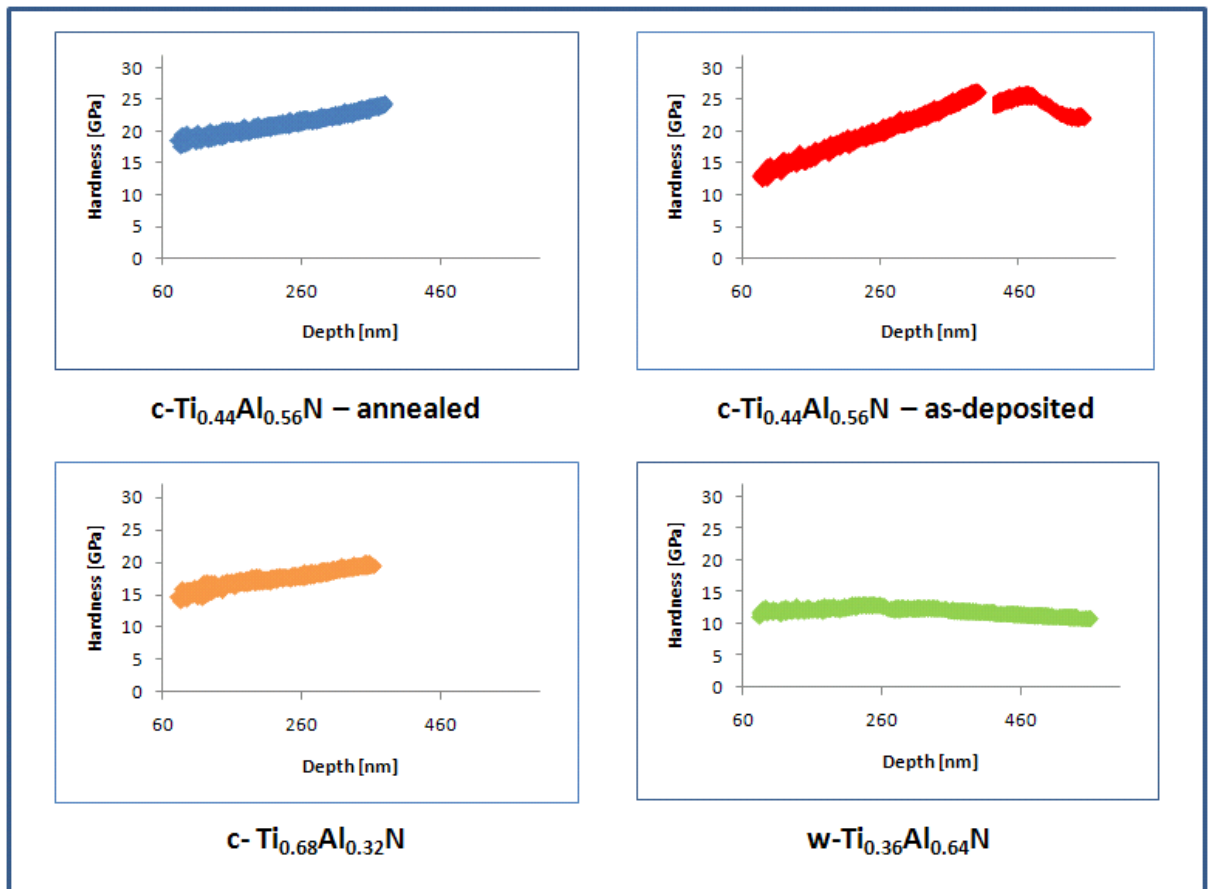 30
25
20
15
10
5
0
Hardness [GPa]
60 260 460
Depth [nm]
c-Ti0.44Al0.56N – annealed
30
25
20
15
10
5
0
Hardness [GPa]
60 260 460
Depth [nm]
c-Ti0.44Al0.56N – as-deposited
30
25
20
15
10
5
0
Hardness [GPa]
60 260 460
Depth [nm]
c- Ti0.68Al0.32N
30
25
20
15
10
5
0
Hardness [GPa]
60 260 460
Depth [nm]
w-Ti0.36Al0.64N